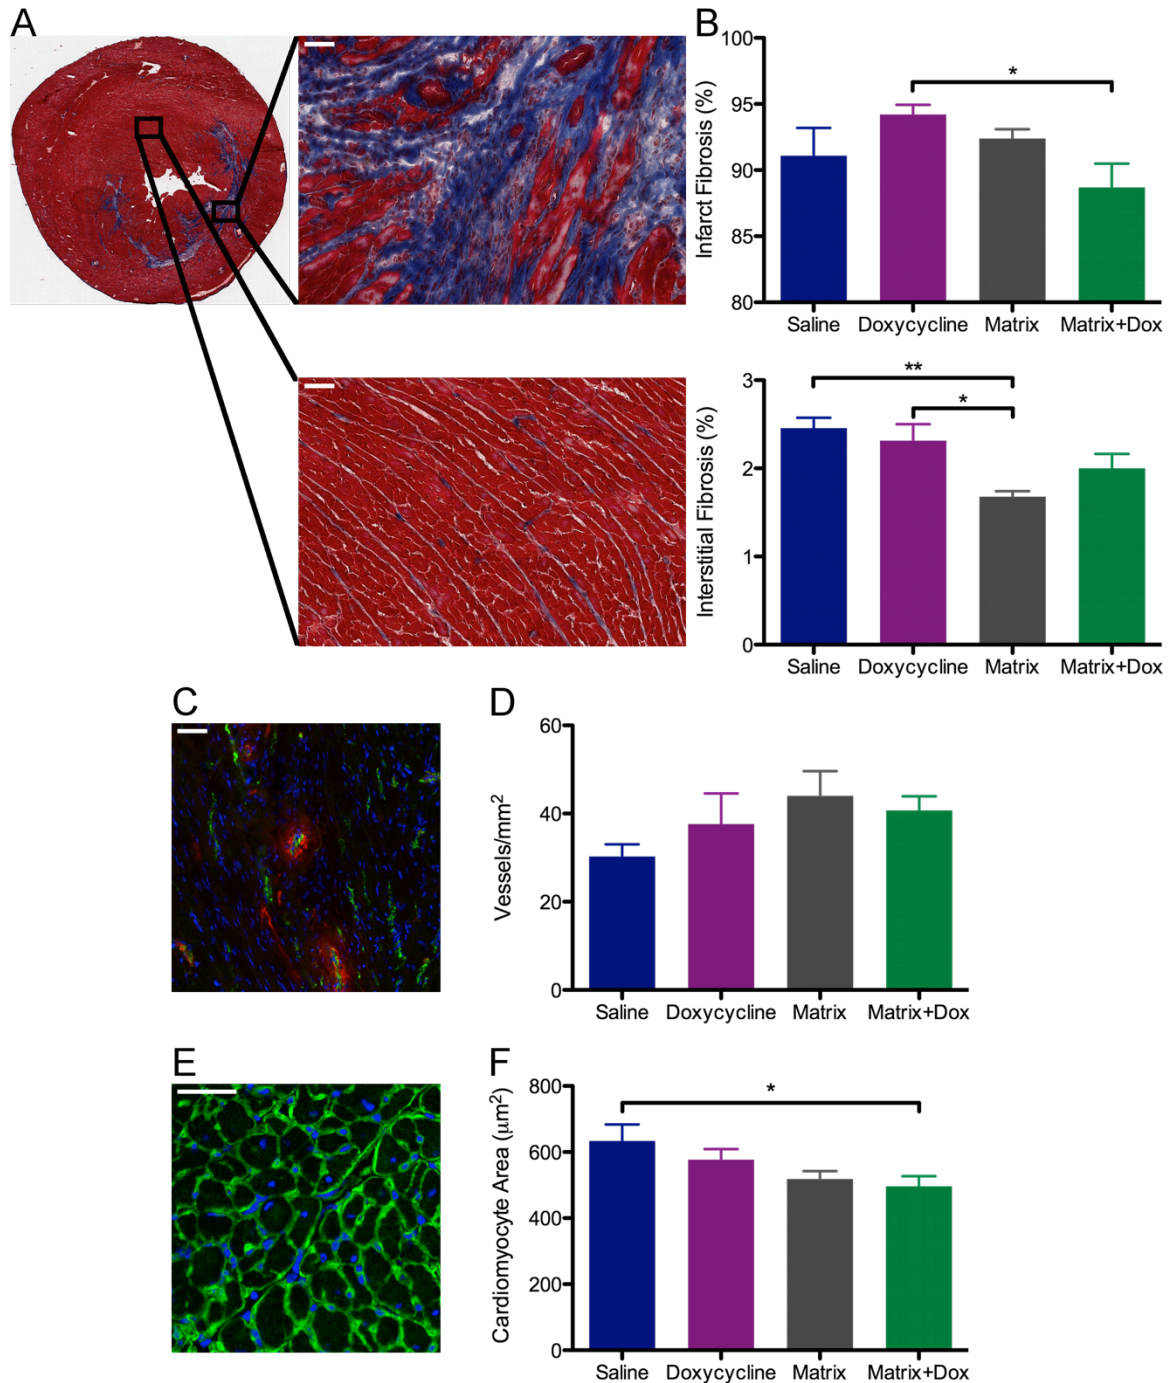 A
B
Infarct Fibrosis (%)
100
95
90
85
80
*
Saline Doxycycline Matrix Matrix+Dox
Interstitial Fibrosis (%)
3
2
1
0
**
*
Saline Doxycycline Matrix Matrix+Dox
C
D
Vessels/mm²
60
40
20
0
Saline Doxycycline Matrix Matrix+Dox
E
F
Cardiomyocyte Area (μm²)
800
600
400
200
0
*
Saline Doxycycline Matrix Matrix+Dox